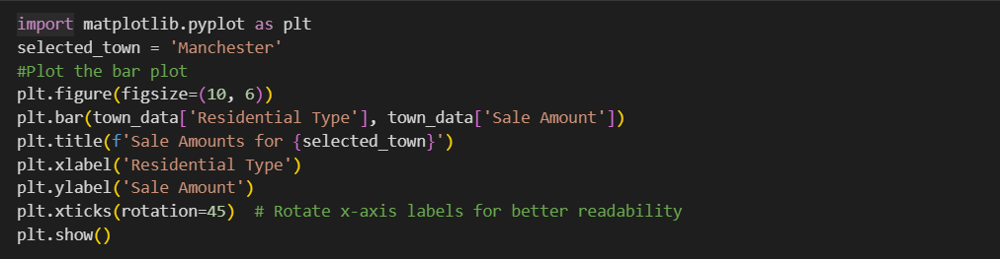 import matplotlib.pyplot as plt
selected_town = 'Manchester'
#Plot the bar plot
plt.figure(figsize=(10, 6))
plt.bar(town_data['Residential Type'], town_data['Sale Amount'])
plt.title(f'Sale Amounts for {selected_town}')
plt.xlabel('Residential Type')
plt.ylabel('Sale Amount')
plt.xticks(rotation=45)  # Rotate x-axis labels for better readability
plt.show()